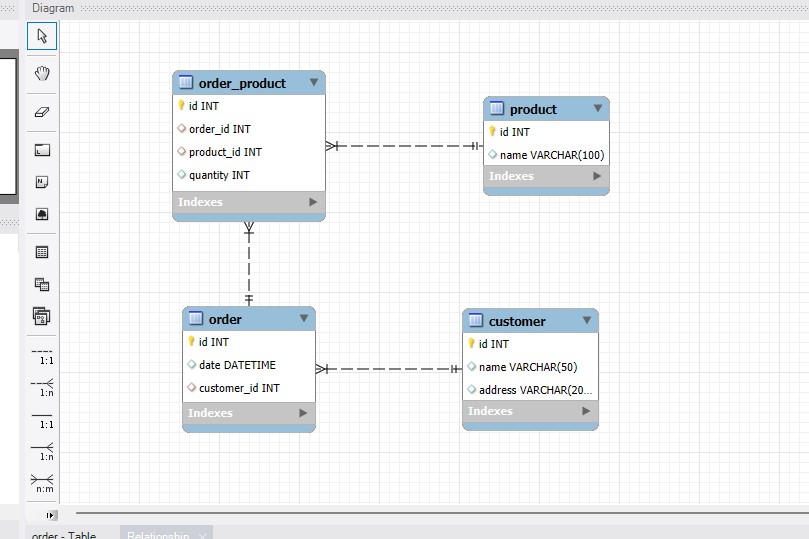 Diagram
order_product
id INT
order_id INT
product_id INT
quantity INT
Indexes
product
id INT
name VARCHAR(100)
Indexes
order
id INT
date DATETIME
customer_id INT
Indexes
customer
id INT
name VARCHAR(50)
address VARCHAR(20...
Indexes
1:1
1:n
1:1
1:n
n:m
order - Table
Relationship